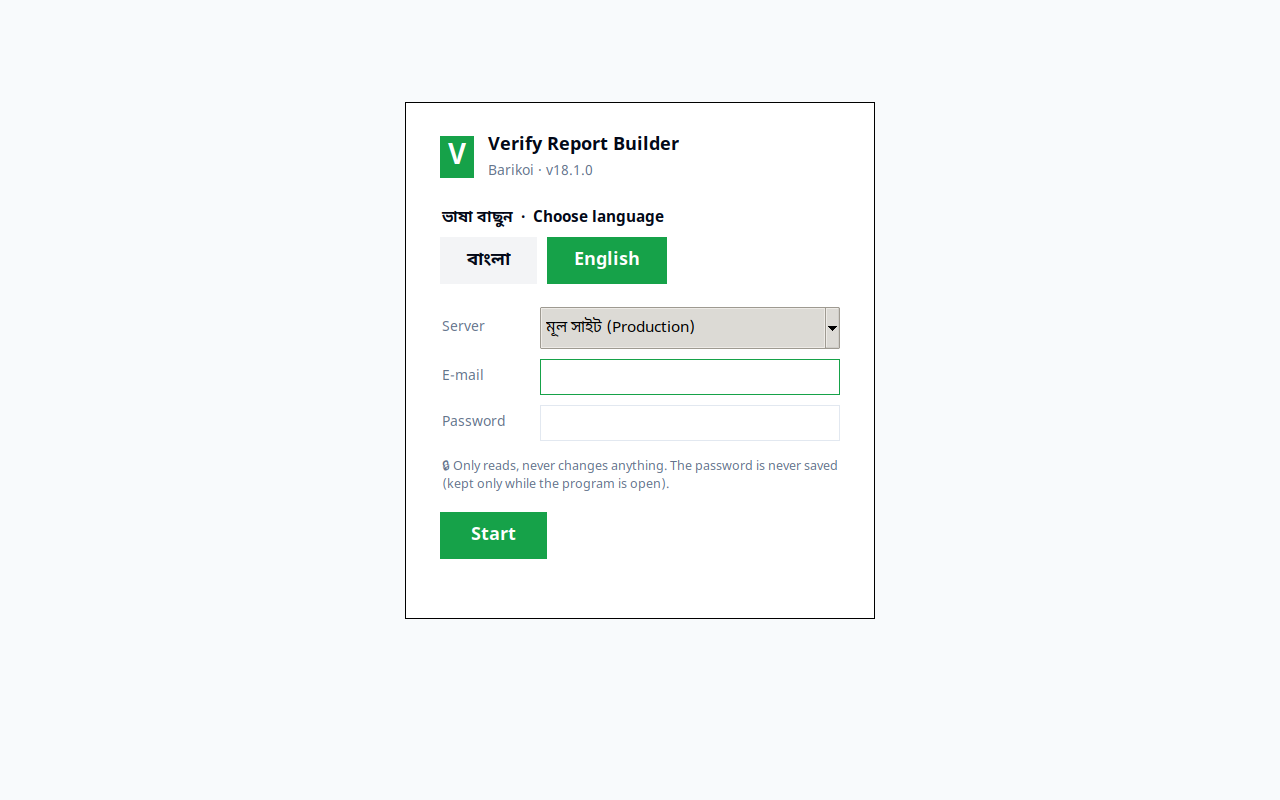 V
Verify Report Builder
Barikoi · v18.1.0
ভাষা বাছুন · Choose language
বাংলা
English
Server
মূল সাইট (Production)
E-mail
Password
🔒 Only reads, never changes anything. The password is never saved
(kept only while the program is open).
Start